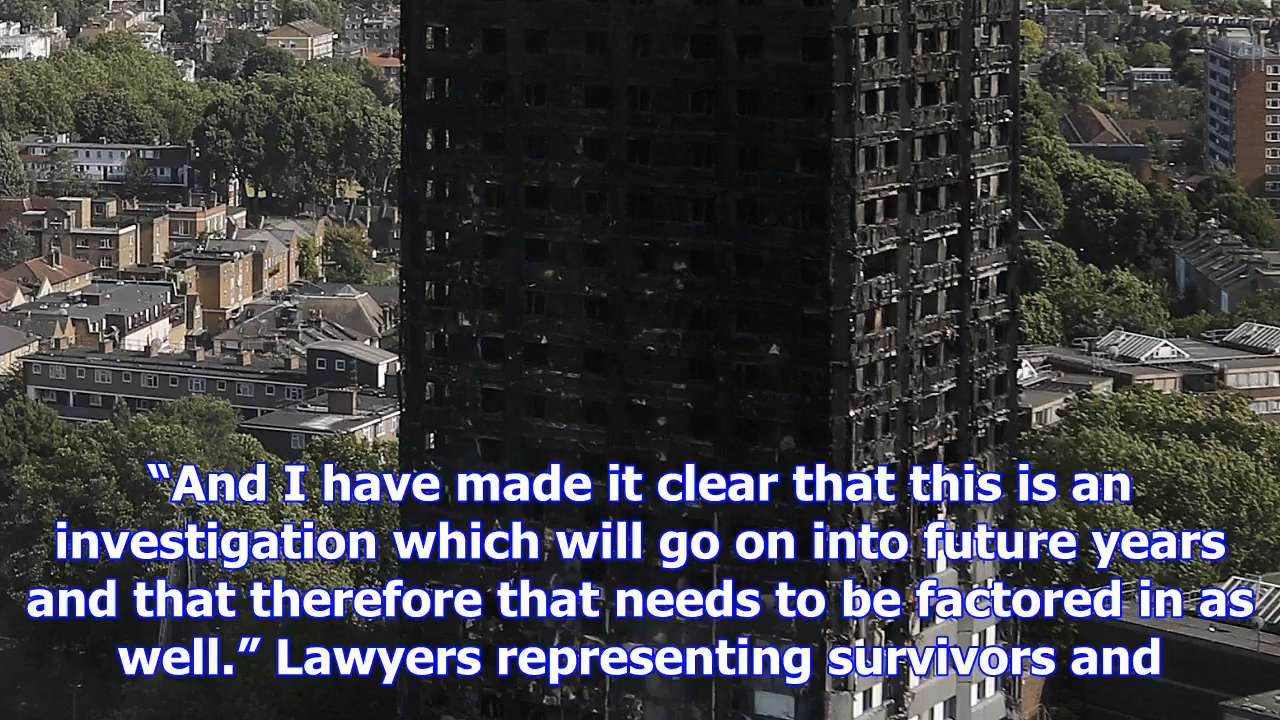 “And I have made it clear that this is an
investigation which will go on into future years
and that therefore that needs to be factored in as
well.” Lawyers representing survivors and